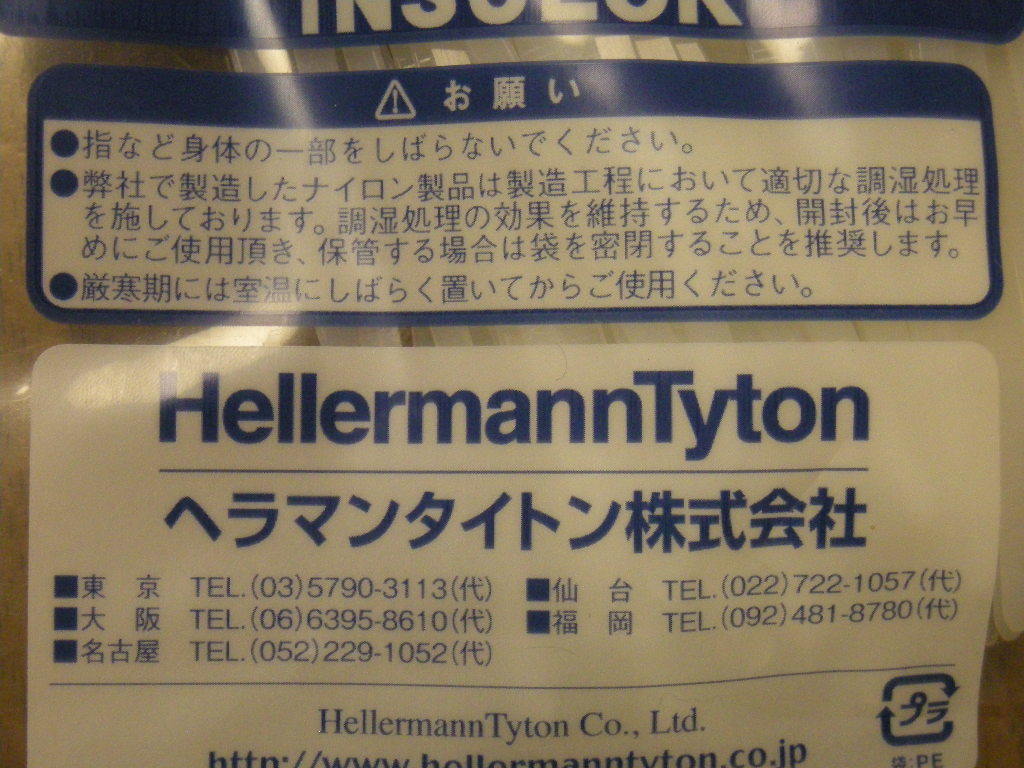 INSULOK
お願い
●指など身体の一部をしばらないでください。
●弊社で製造したナイロン製品は製造工程において適切な調湿処理
を施しております。調湿処理の効果を維持するため、開封後はお早
めにご使用頂き、保管する場合は袋を密閉することを推奨します。
●厳寒期には室温にしばらく置いてからご使用ください。
HellermannTyton
ヘラマンタイトン株式会社
■東 京 TEL.(03)5790-3113(代) ■仙 台 TEL.(022)722-1057(代)
■大 阪 TEL.(06)6395-8610(代) ■福 岡 TEL.(092)481-8780(代)
■名古屋 TEL.(052)229-1052(代)
HellermannTyton Co., Ltd.
プラ
http://www.hellermanntyton.co.jp
袋:PE